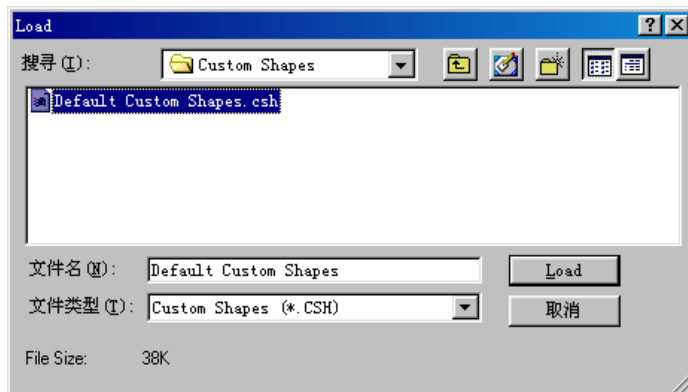 Load
搜寻(I): Custom Shapes
Default Custom Shapes.csh
文件名(N): Default Custom Shapes Load
文件类型(T): Custom Shapes (*.CSH) 取消
File Size: 38K